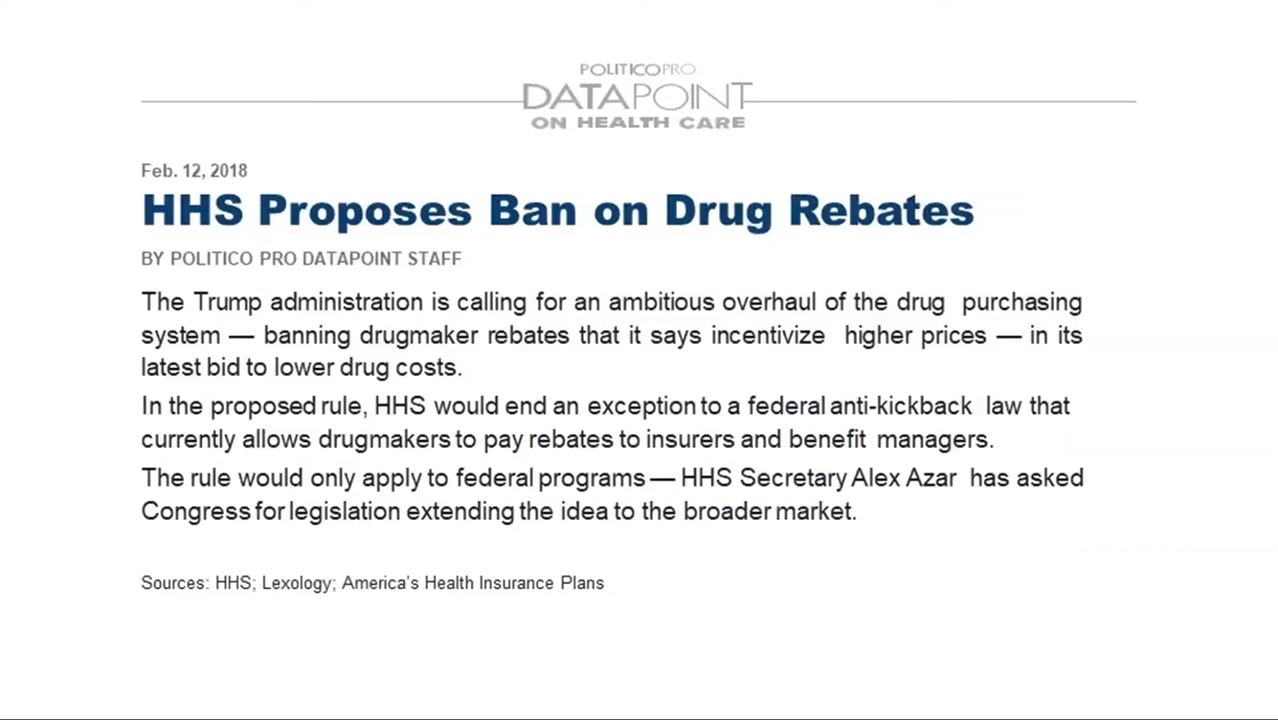 POLITICOPRO
DATAPOINT
ON HEALTH CARE
Feb. 12, 2018
HHS Proposes Ban on Drug Rebates
BY POLITICO PRO DATAPOINT STAFF
The Trump administration is calling for an ambitious overhaul of the drug purchasing
system — banning drugmaker rebates that it says incentivize higher prices — in its
latest bid to lower drug costs.
In the proposed rule, HHS would end an exception to a federal anti-kickback law that
currently allows drugmakers to pay rebates to insurers and benefit managers.
The rule would only apply to federal programs — HHS Secretary Alex Azar has asked
Congress for legislation extending the idea to the broader market.
Sources: HHS; Lexology; America's Health Insurance Plans